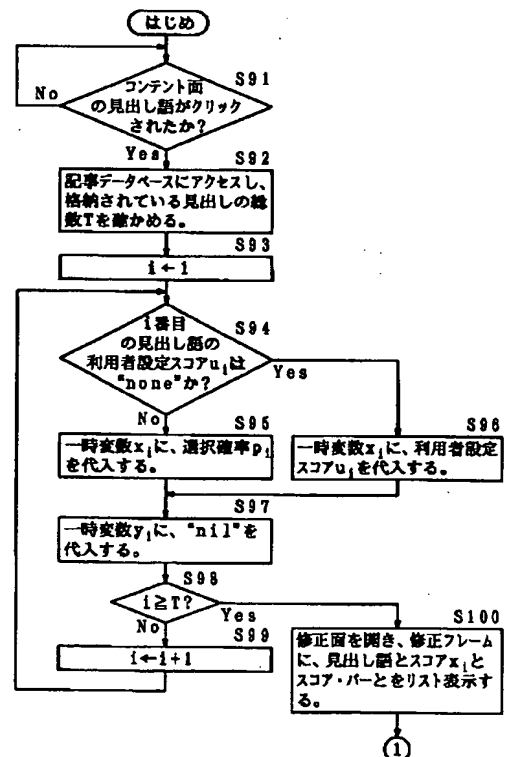 はじめ
S91
コンテント面
の見出し語がクリック
されたか?
No
Yes
S92
記事データベースにアクセスし、
格納されている見出しの総
数Tを確かめる。
S93
i←1
S94
i番目
の見出し語の
利用者設定スコアuiは
"none"か?
Yes
No
S95
一時変数xiに、選択確率pi
を代入する。
S96
一時変数xiに、利用者設定
スコアuiを代入する。
S97
一時変数yiに、"nil"を
代入する。
S98
i≧T?
Yes
No
S99
i←i+1
S100
修正面を開き、修正フレーム
に、見出し語とスコアxiと
スコア・バーとをリスト表示す
る。
1